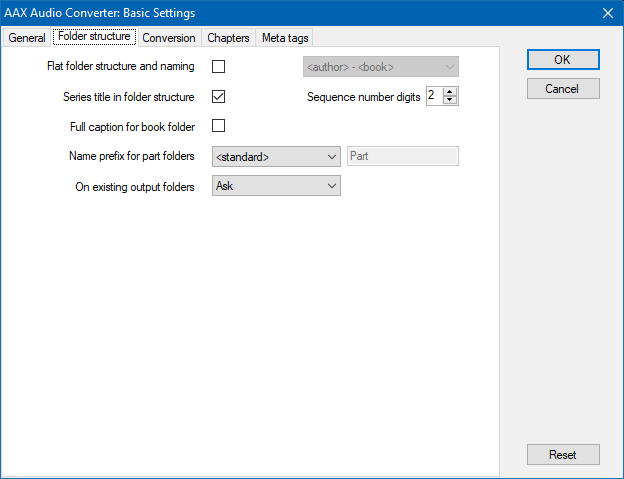 AAX Audio Converter: Basic Settings
General Folder structure Conversion Chapters Meta tags
Flat folder structure and naming <author> - <book> OK
Series title in folder structure Sequence number digits 2 Cancel
Full caption for book folder
Name prefix for part folders <standard> Part
On existing output folders Ask
Reset